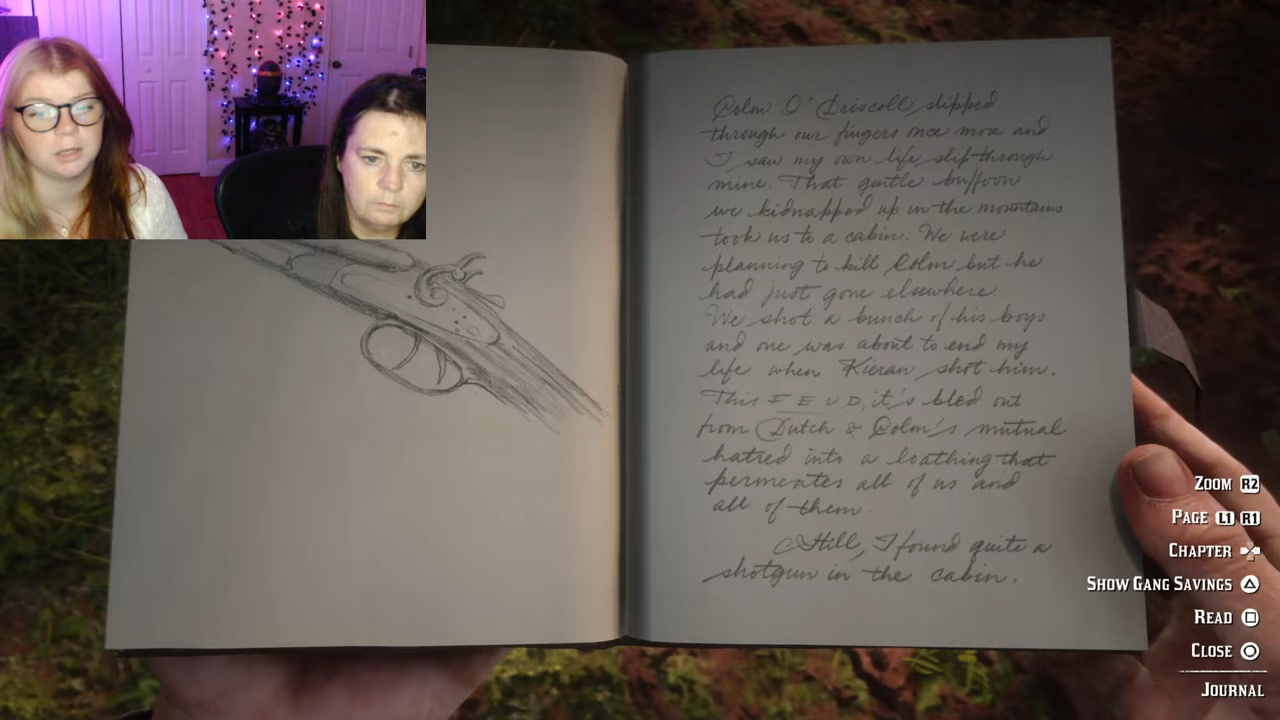 Colm O'Driscoll slipped
through our fingers once more and
I saw my own life slip through
mine. That gentle buffoon
we kidnapped up in the mountains
took us to a cabin. We were
planning to kill Colm but he
had just gone elsewhere.
We shot a bunch of his boys
and one was about to end my
life when Kieran shot him.
This FEUD, it's bled out
from Dutch & Colm's mutual
hatred into a loathing that
permeates all of us and
all of them.
Still, I found quite a
shotgun in the cabin.
ZOOM R2
PAGE L1 R1
CHAPTER
SHOW GANG SAVINGS
READ
CLOSE
JOURNAL